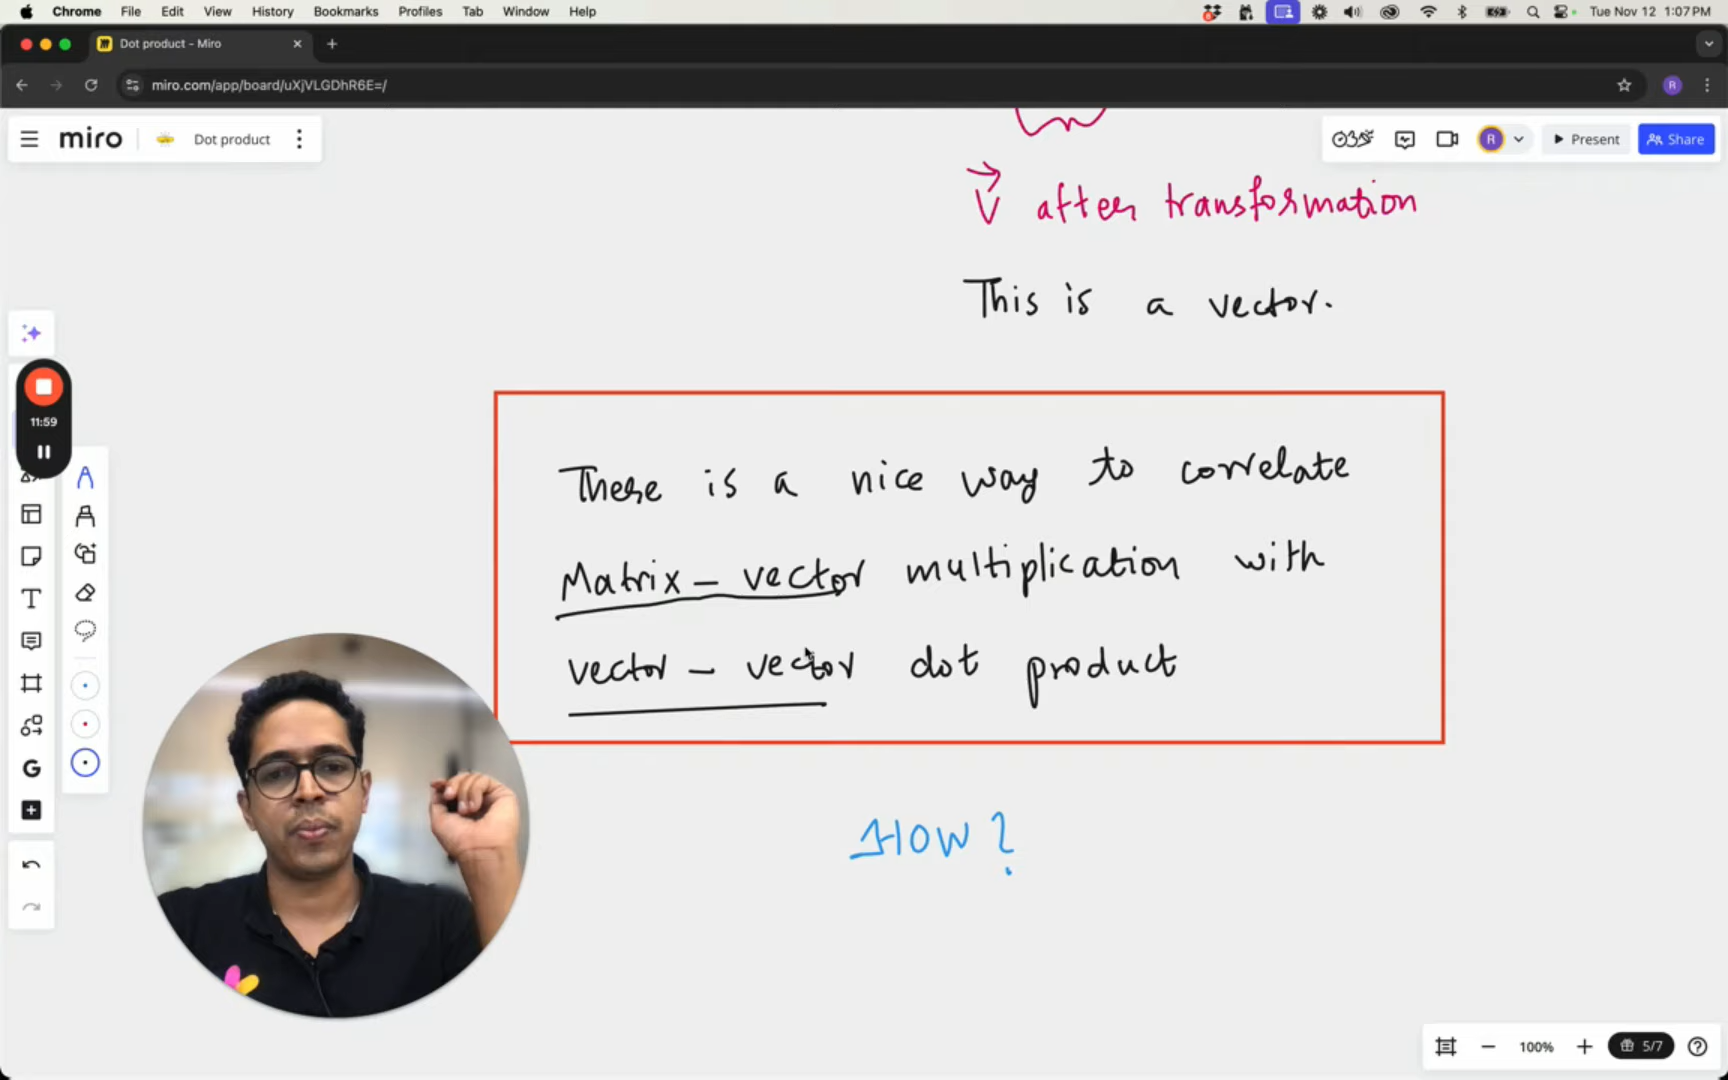 Chrome File Edit View History Bookmarks Profiles Tab Window Help Tue Nov 12 1:07 PM
Dot product - Miro
miro.com/app/board/uXjVLGDhR6E=/ R
miro Dot product R Present Share
V after transformation
This is a vector.
There is a nice way to correlate
Matrix - vector multiplication with
vector - vector dot product
How?
11:59
T
G
100% 5/7